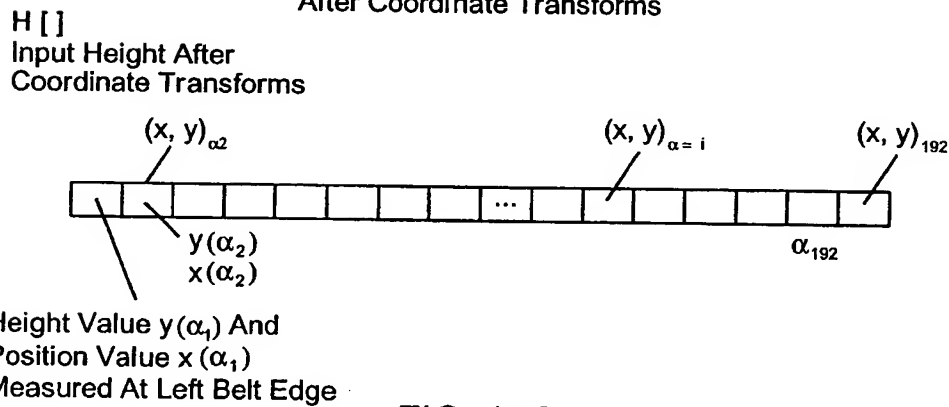 After Coordinate Transforms
H [ ]
Input Height After
Coordinate Transforms
(x, y)α2 (x, y)α= i (x, y)192
...
y(α2)
x(α2)
α192
Height Value y(α1) And
Position Value x (α1)
Measured At Left Belt Edge